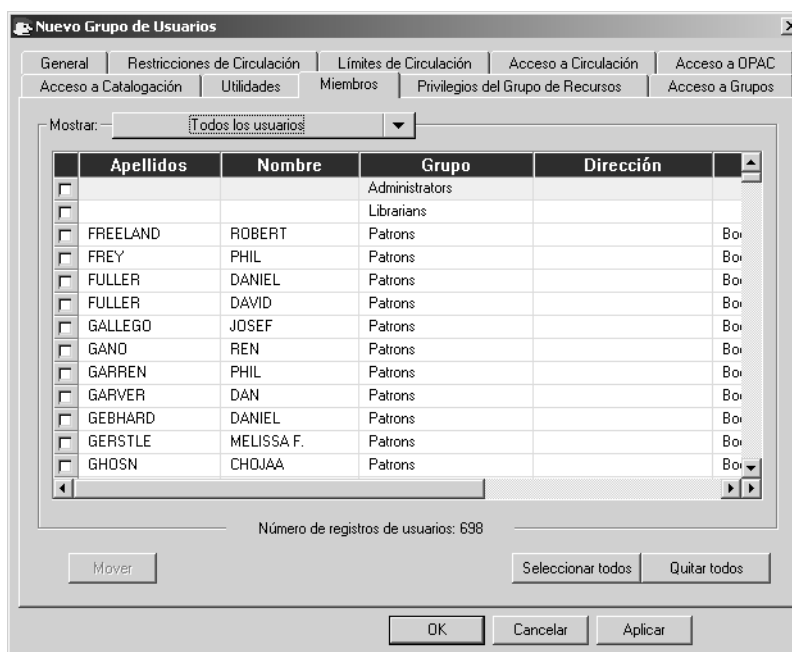 Nuevo Grupo de Usuarios
General Restricciones de Circulación Límites de Circulación Acceso a Circulación Acceso a OPAC
Acceso a Catalogación Utilidades Miembros Privilegios del Grupo de Recursos Acceso a Grupos
Mostrar: Todos los usuarios
Apellidos Nombre Grupo Dirección
Administrators
Librarians
FREELAND ROBERT Patrons
FREY PHIL Patrons
FULLER DANIEL Patrons
FULLER DAVID Patrons
GALLEGO JOSEF Patrons
GANO REN Patrons
GARREN PHIL Patrons
GARVER DAN Patrons
GEBHARD DANIEL Patrons
GERSTLE MELISSA F. Patrons
GHOSN CHOJAA Patrons
Número de registros de usuarios: 698
Mover Seleccionar todos Quitar todos
OK Cancelar Aplicar